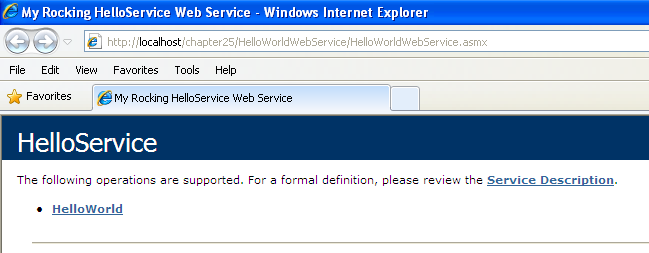 My Rocking HelloService Web Service - Windows Internet Explorer
http://localhost/chapter25/HelloWorldWebService/HelloWorldWebService.asmx
File Edit View Favorites Tools Help
Favorites My Rocking HelloService Web Service
HelloService
The following operations are supported. For a formal definition, please review the Service Description.
HelloWorld